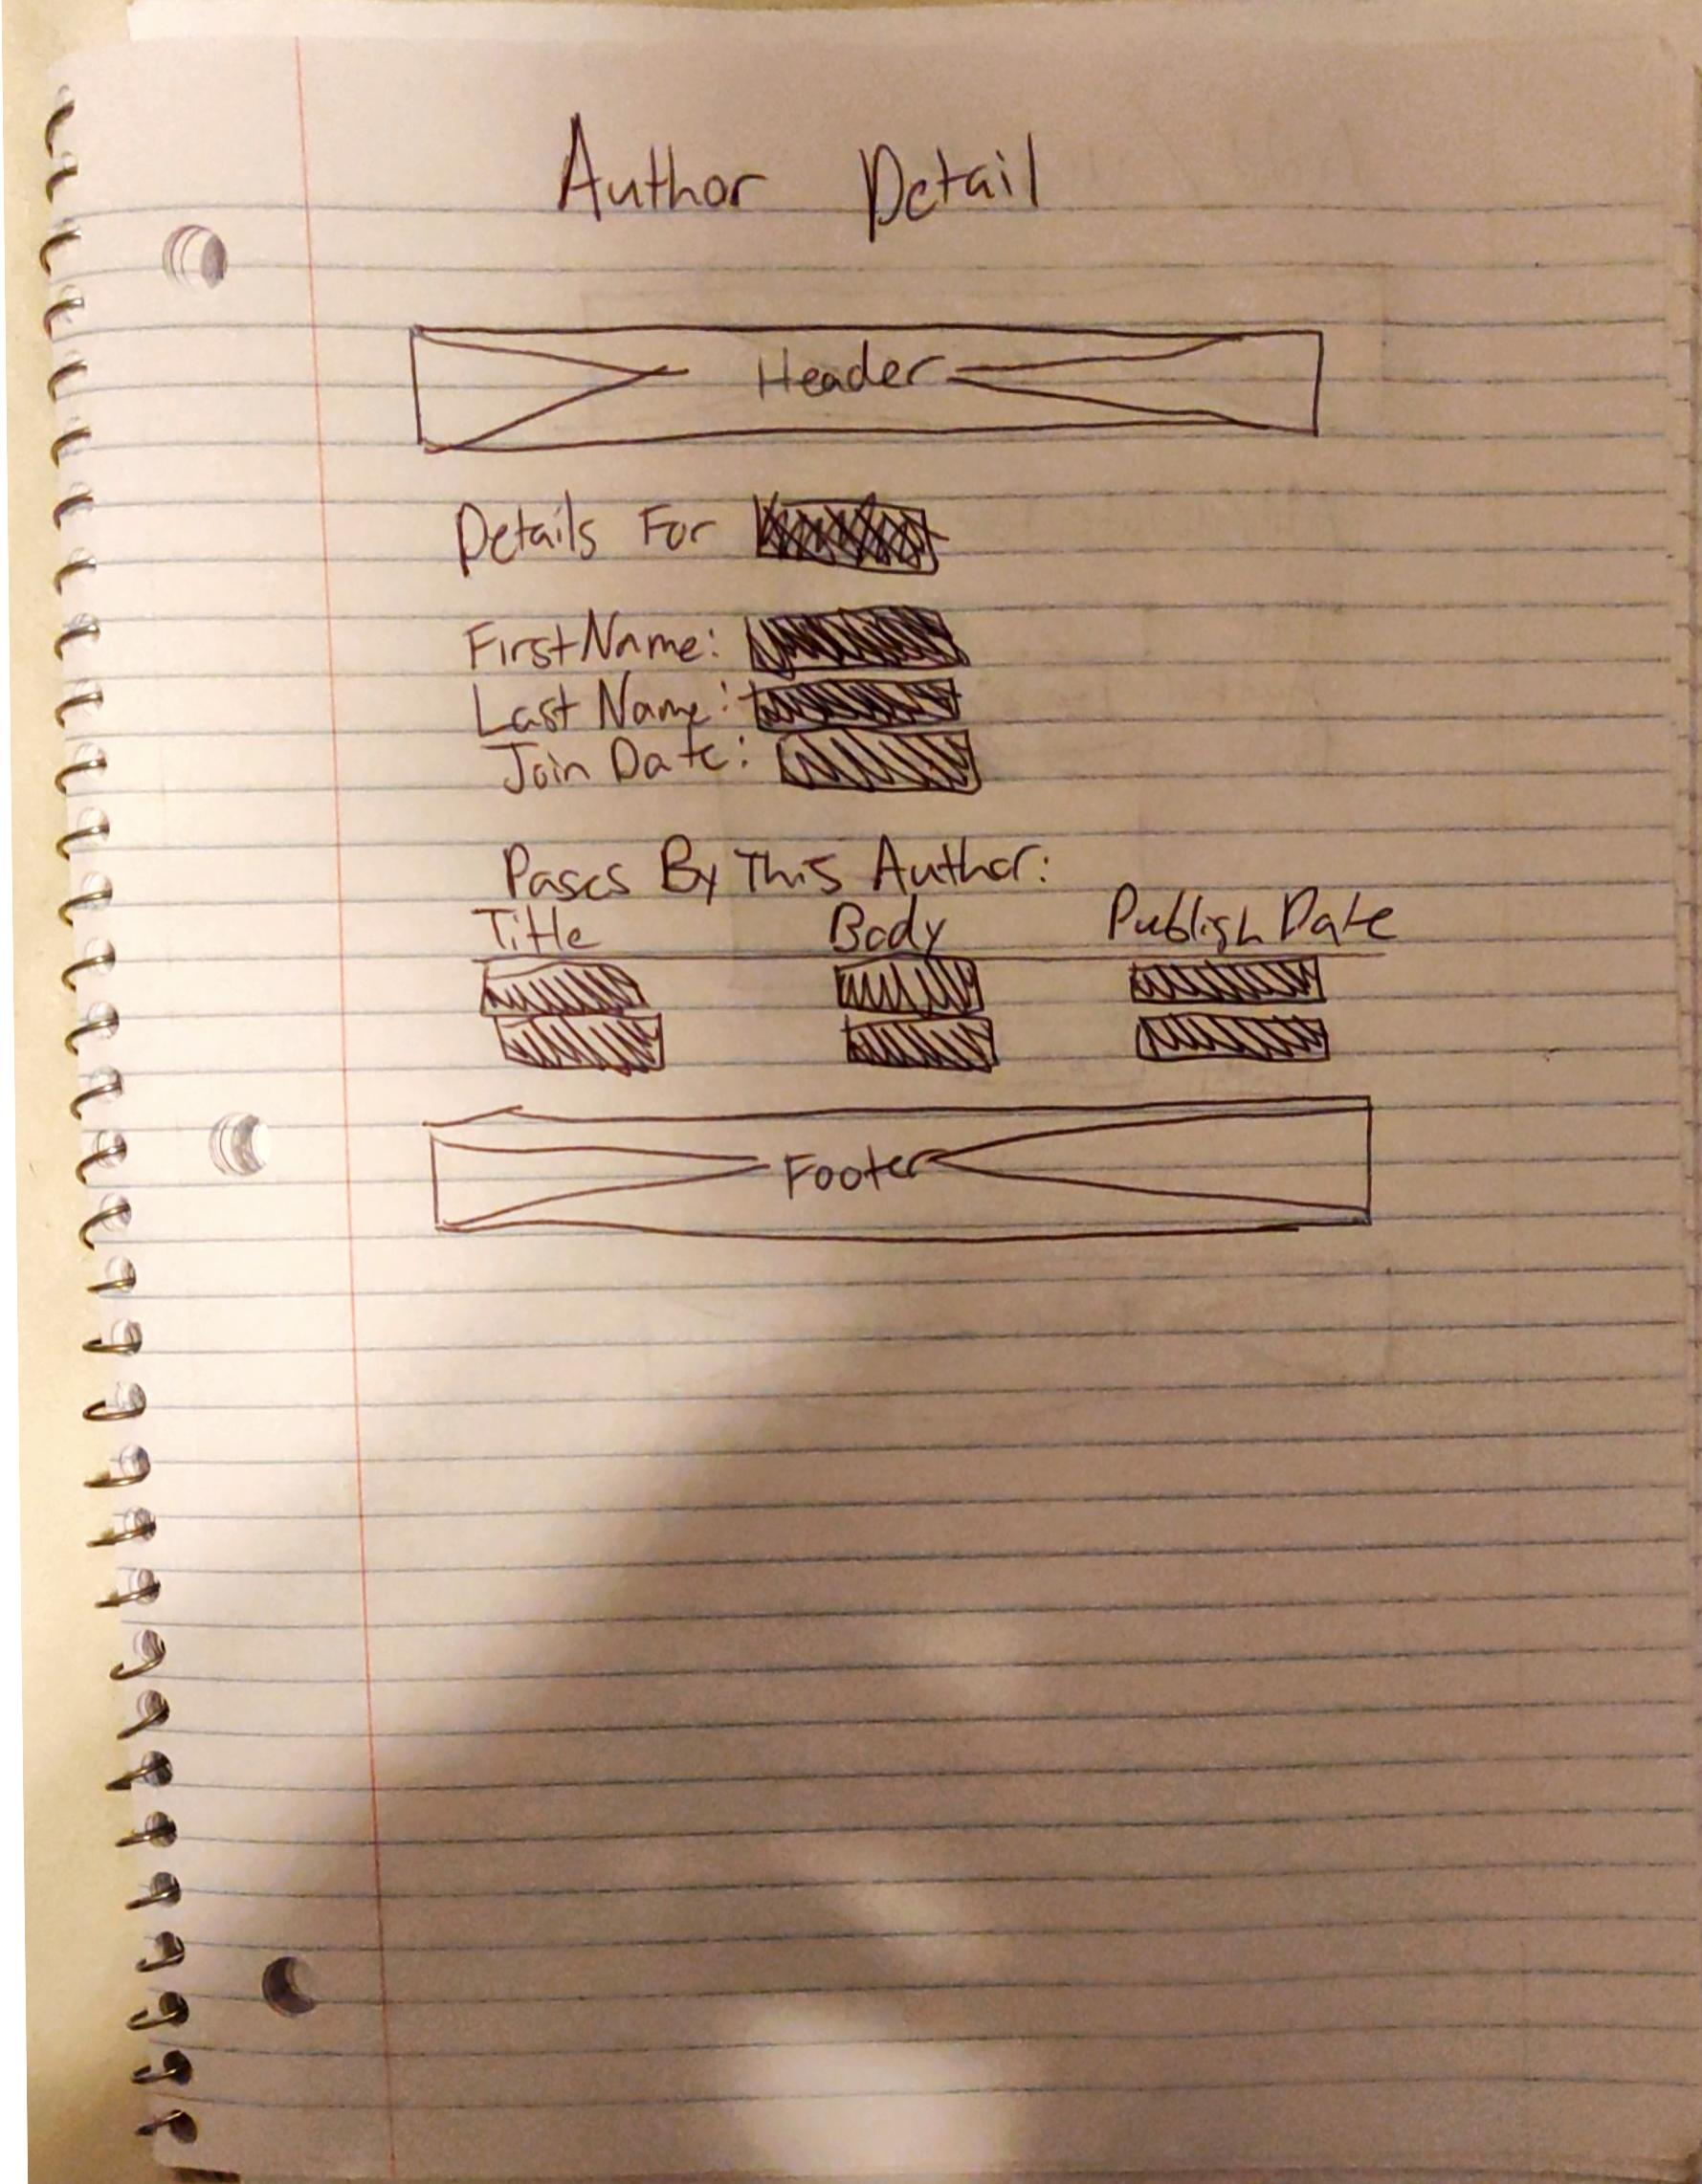 Author Detail
Header
Details For
First Name:
Last Name:
Join Date:
Pages By This Author:
Title Body Publish Date
Footer